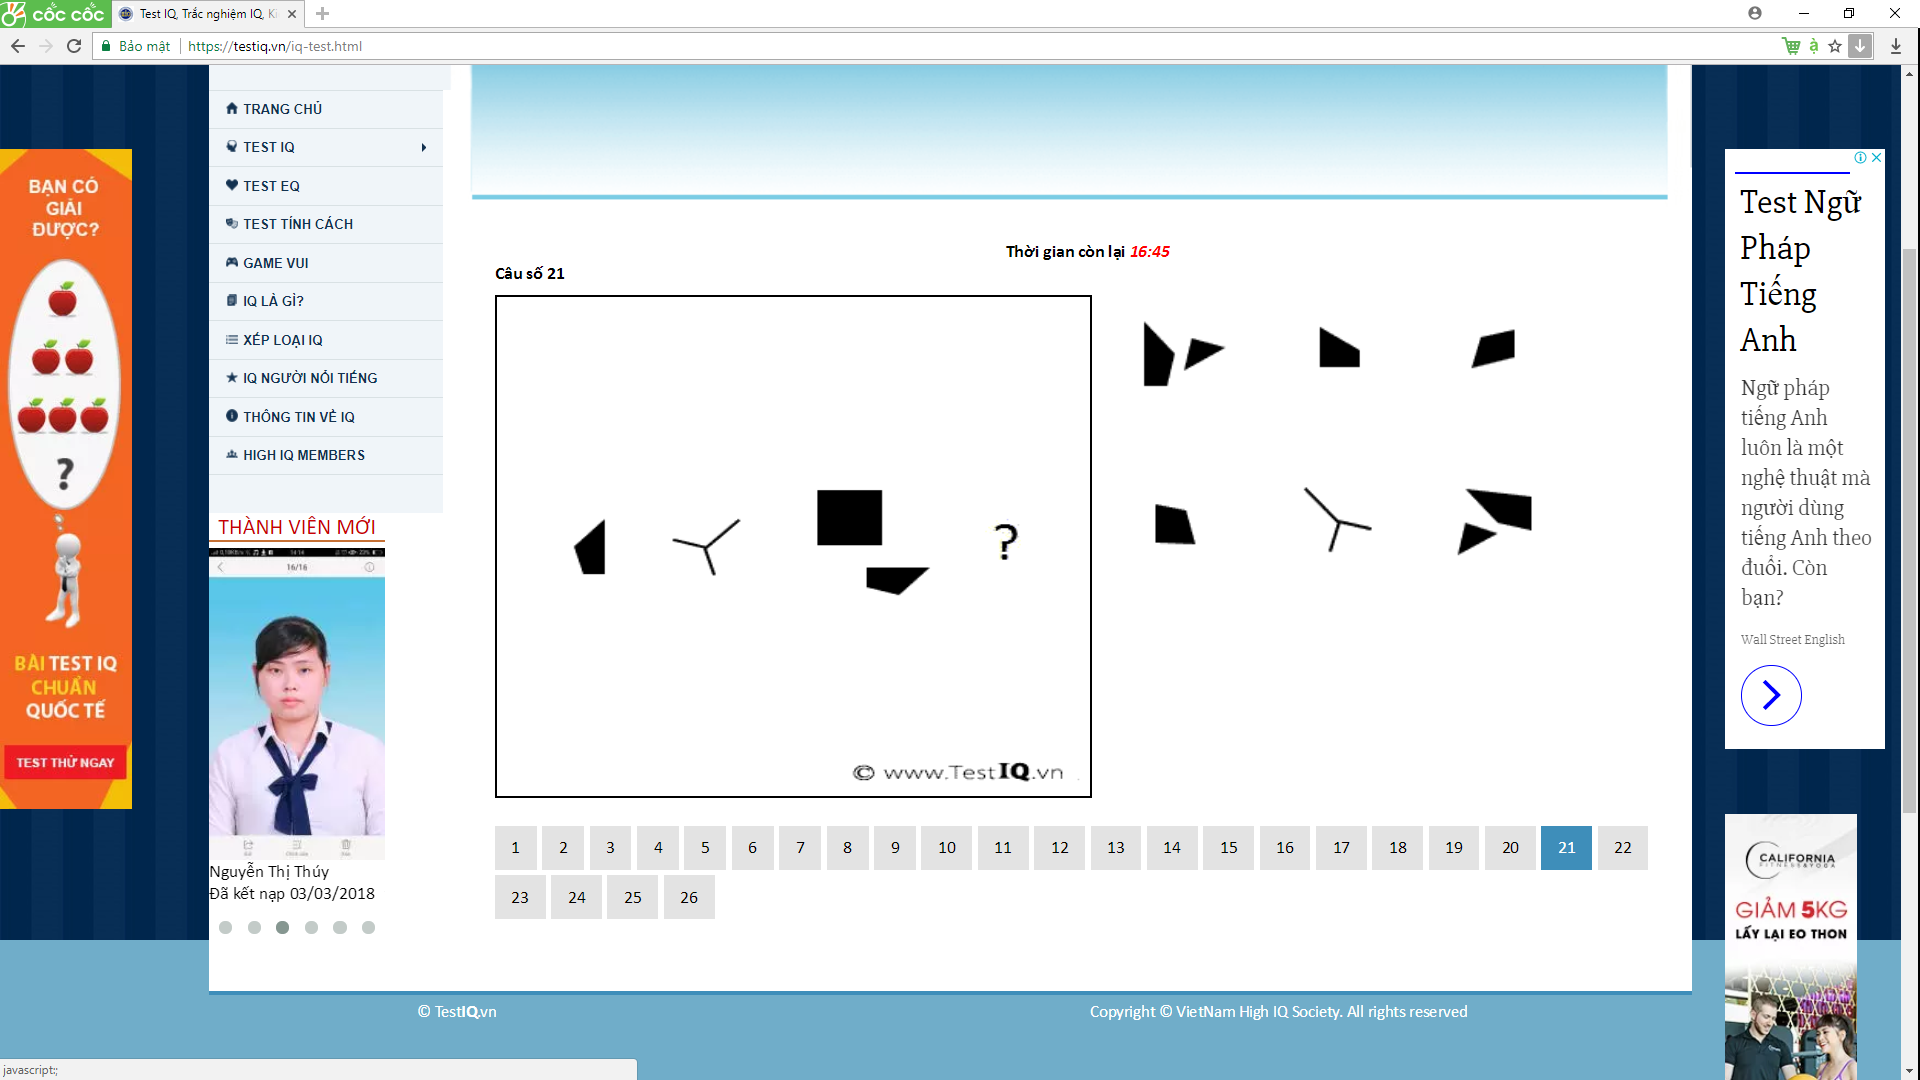 cốc cốc
Test IQ, Trắc nghiệm IQ, Ki
Bảo mật
https://testiq.vn/iq-test.html
TRANG CHỦ
TEST IQ
TEST EQ
TEST TÍNH CÁCH
GAME VUI
IQ LÀ GÌ?
XẾP LOẠI IQ
IQ NGƯỜI NỔI TIẾNG
THÔNG TIN VỀ IQ
HIGH IQ MEMBERS
THÀNH VIÊN MỚI
16/16
Nguyễn Thị Thúy
Đã kết nạp 03/03/2018
BẠN CÓ
GIẢI
ĐƯỢC?
?
BÀI TEST IQ
CHUẨN
QUỐC TẾ
TEST THỬ NGAY
Thời gian còn lại 16:45
Câu số 21
?
© www.TestIQ.vn
1 2 3 4 5 6 7 8 9 10 11 12 13 14 15 16 17 18 19 20 21 22
23 24 25 26
Test Ngữ
Pháp
Tiếng
Anh
Ngữ pháp
tiếng Anh
luôn là một
nghệ thuật mà
người dùng
tiếng Anh theo
đuổi. Còn
bạn?
Wall Street English
CALIFORNIA
FITNESS & YOGA
GIẢM 5KG
LẤY LẠI EO THON
© TestIQ.vn
Copyright © VietNam High IQ Society. All rights reserved
javascript:;